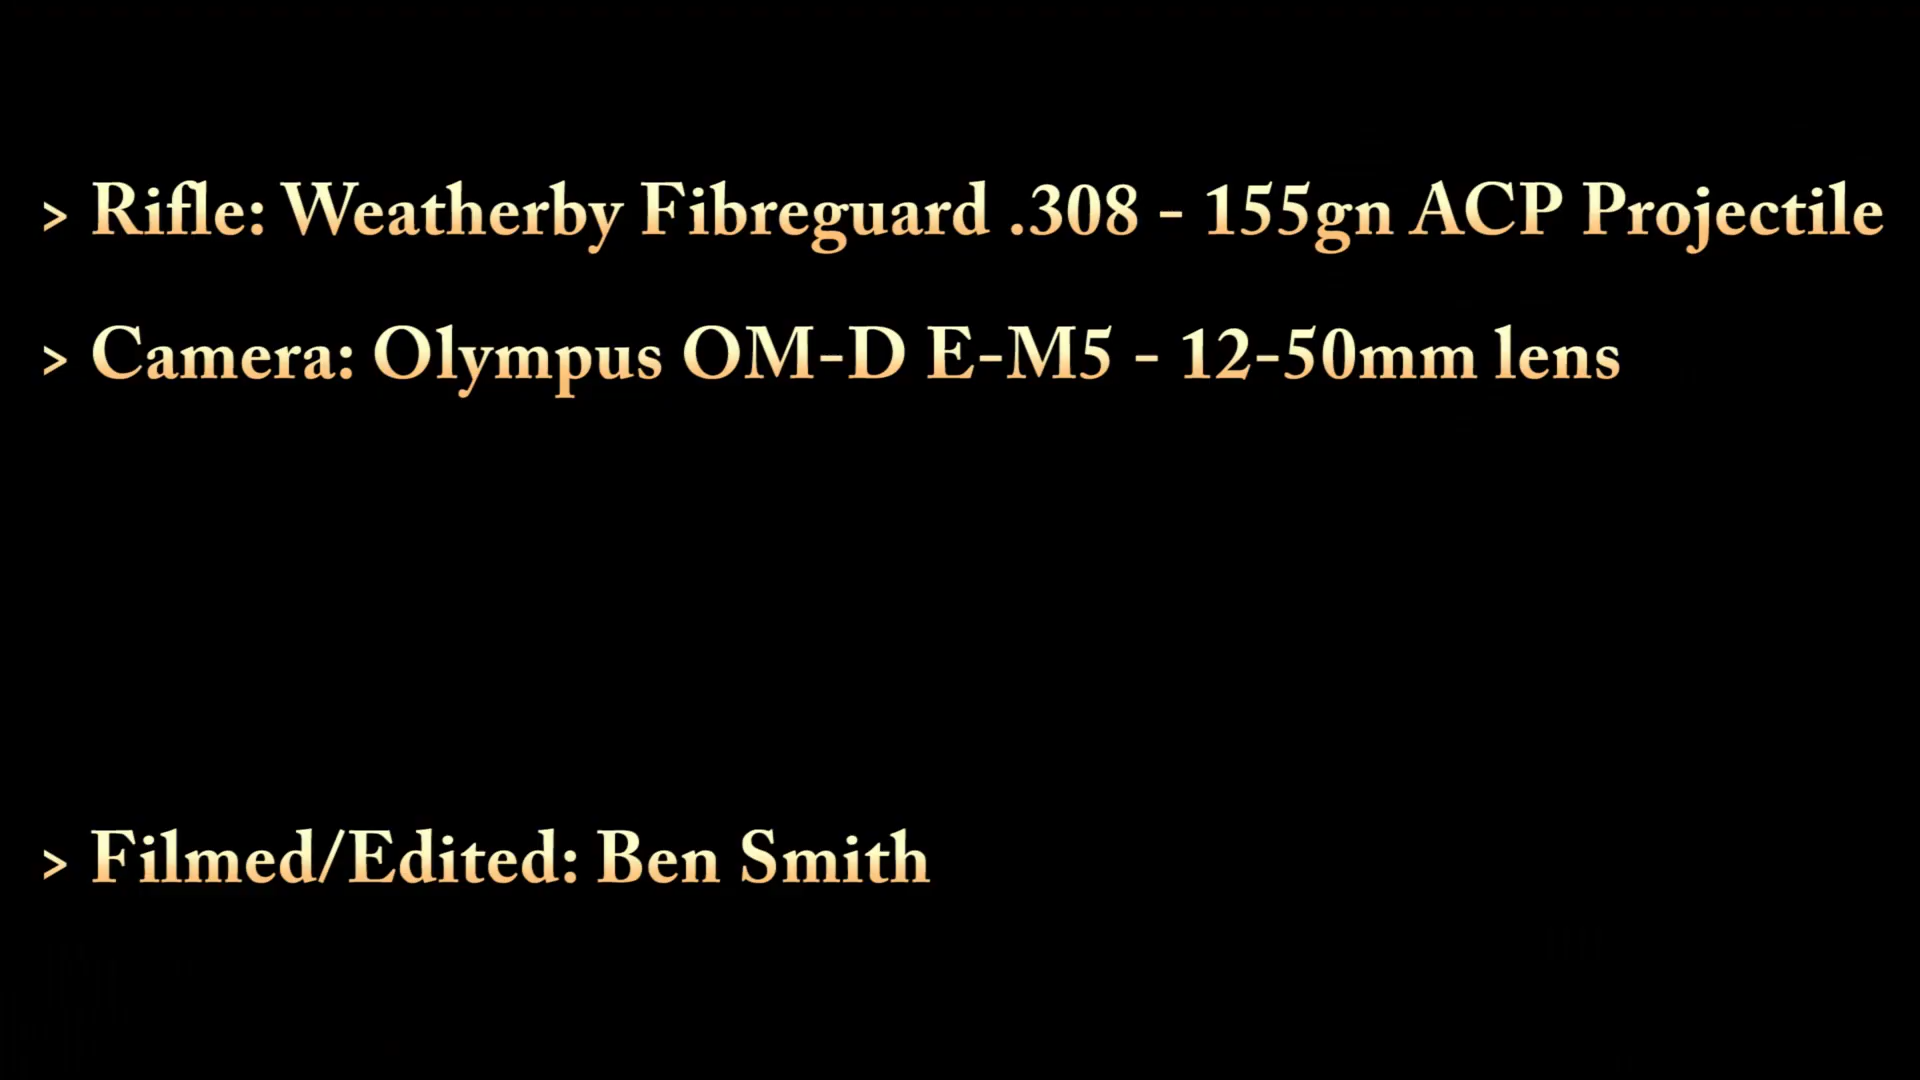 > Rifle: Weatherby Fibreguard .308 - 155gn ACP Projectile
> Camera: Olympus OM-D E-M5 - 12-50mm lens
> Filmed/Edited: Ben Smith